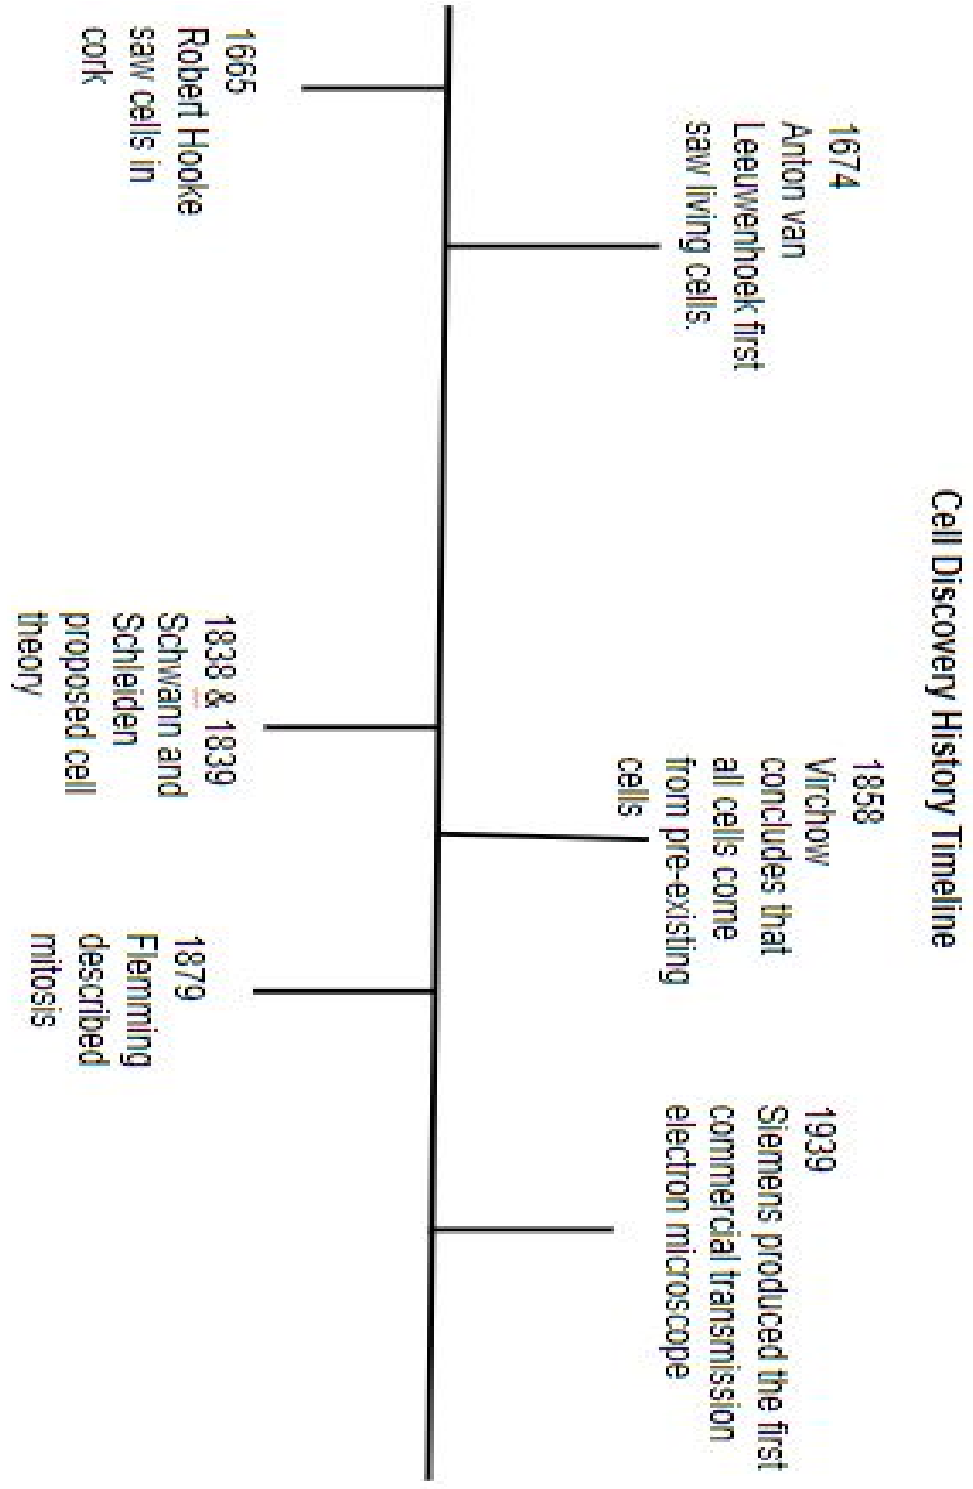 Cell Discovery History Timeline
1665
Robert Hooke
saw cells in
cork
1674
Anton van
Leeuwenhoek first
saw living cells.
1838 & 1839
Schwann and
Schleiden
proposed cell
theory
1858
Virchow
concludes that
all cells come
from pre-existing
cells
1879
Flemming
described
mitosis
1939
Siemens produced the first
commercial transmission
electron microscope